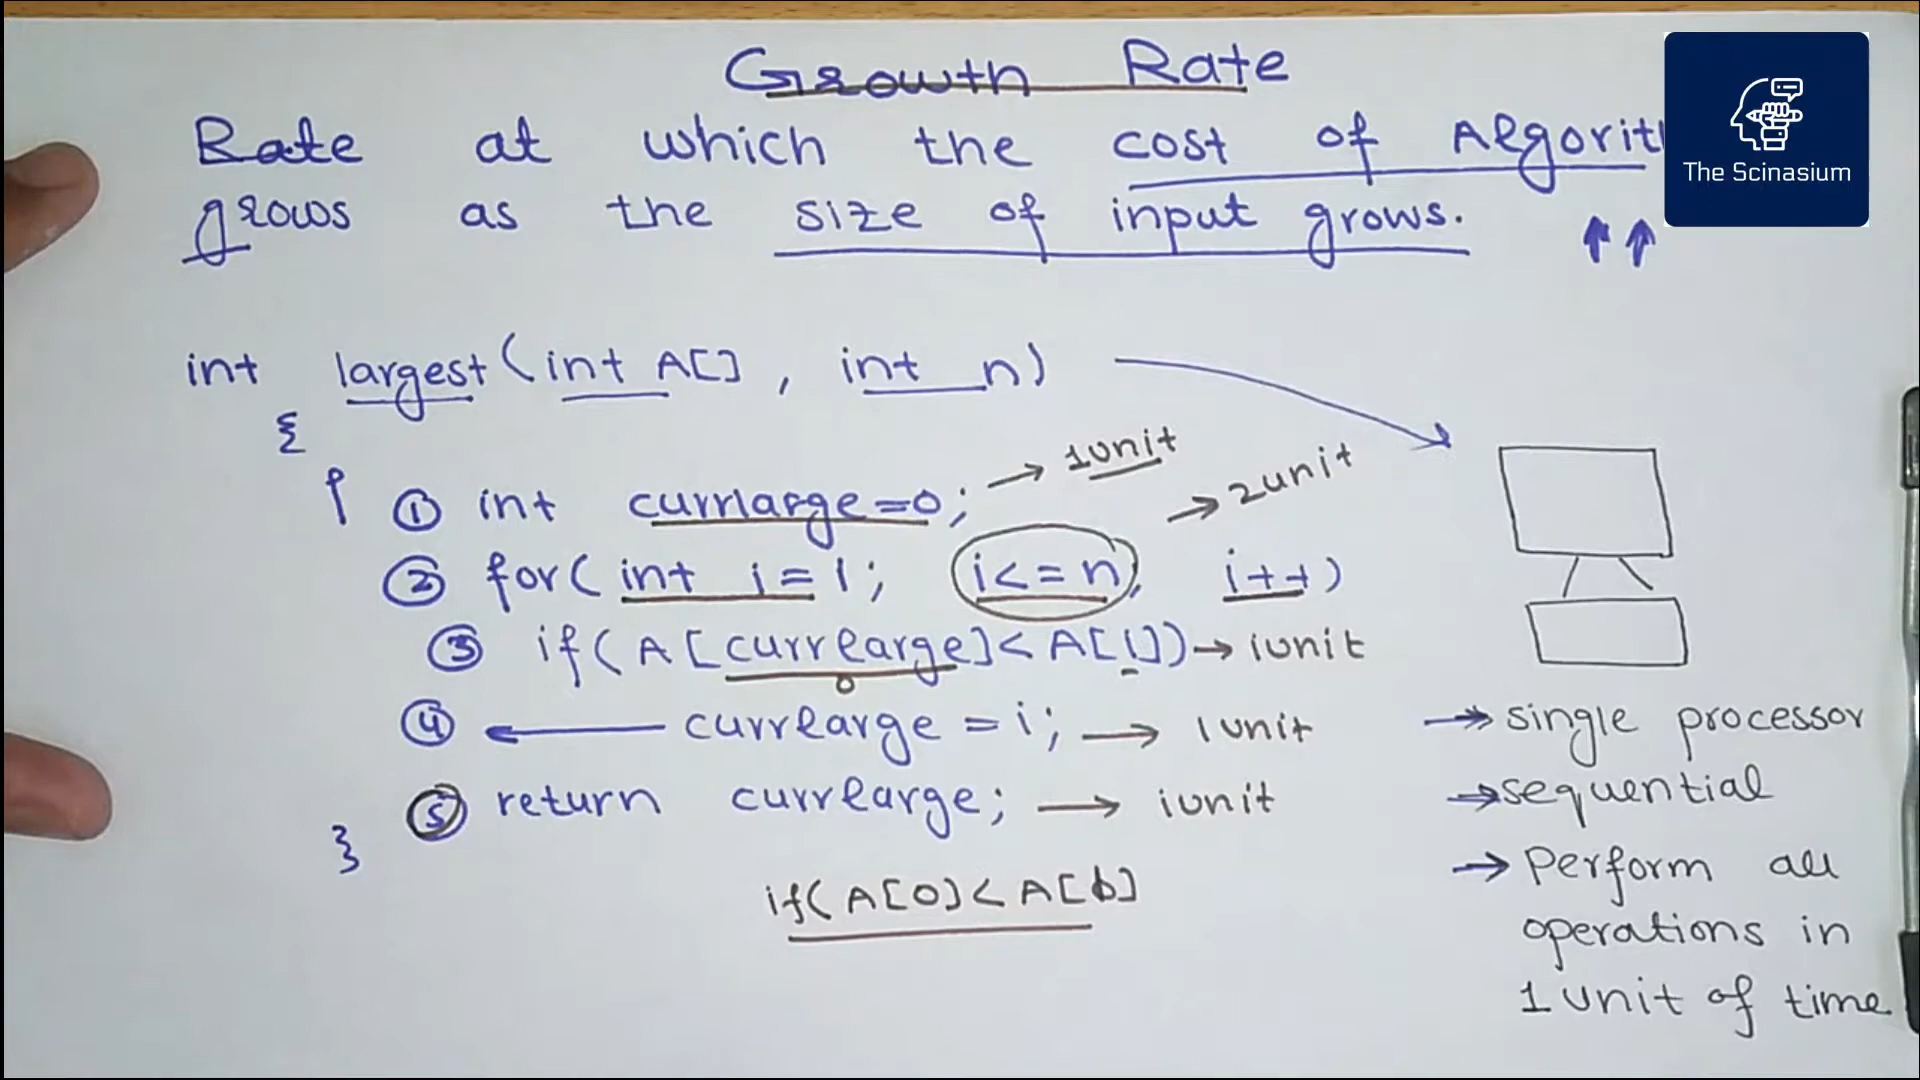 Growth Rate
Rate at which the cost of Algorit
grows as the size of input grows.
The Scinasium
int largest(int A[], int n)
{
① int currlarge=0; → 1unit
② for(int i=1; i<=n, i++) → 2unit
③ if(A[currlarge]<A[i]) → 1unit
0
④ currlarge = i; → 1unit
⑤ return currlarge; → 1unit
}
if(A[0]<A[b]
→ single processor
→ sequential
→ Perform all
operations in
1 unit of time